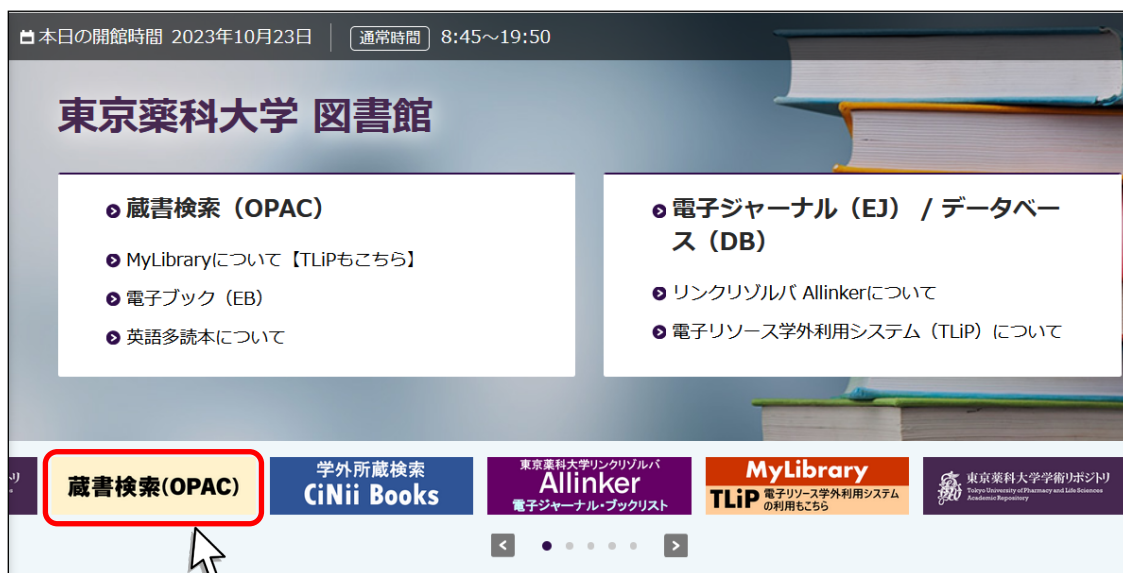 本日の開館時間 2023年10月23日 通常時間 8:45～19:50
東京薬科大学 図書館
蔵書検索（OPAC）
MyLibraryについて【TLiPもこちら】
電子ブック（EB）
英語多読本について
電子ジャーナル（EJ） / データベー
ス（DB）
リンクリゾルバ Allinkerについて
電子リソース学外利用システム（TLiP）について
蔵書検索(OPAC)
学外所蔵検索
CiNii Books
東京薬科大学リンクリゾルバ
Allinker
電子ジャーナル・ブックリスト
MyLibrary
TLiP 電子リソース学外利用システム
の利用もこちら
東京薬科大学学術リポジトリ
Tokyo University of Pharmacy and Life Sciences
Academic Repository